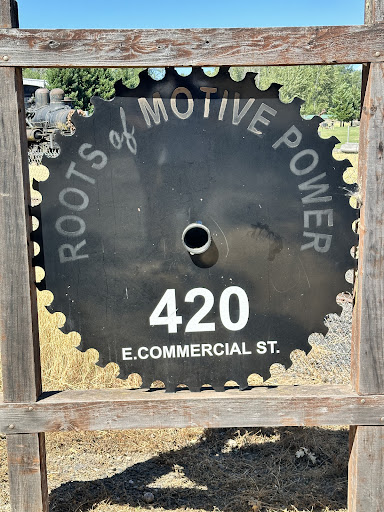 ROOTS of MOTIVE POWER
420
E.COMMERCIAL ST.